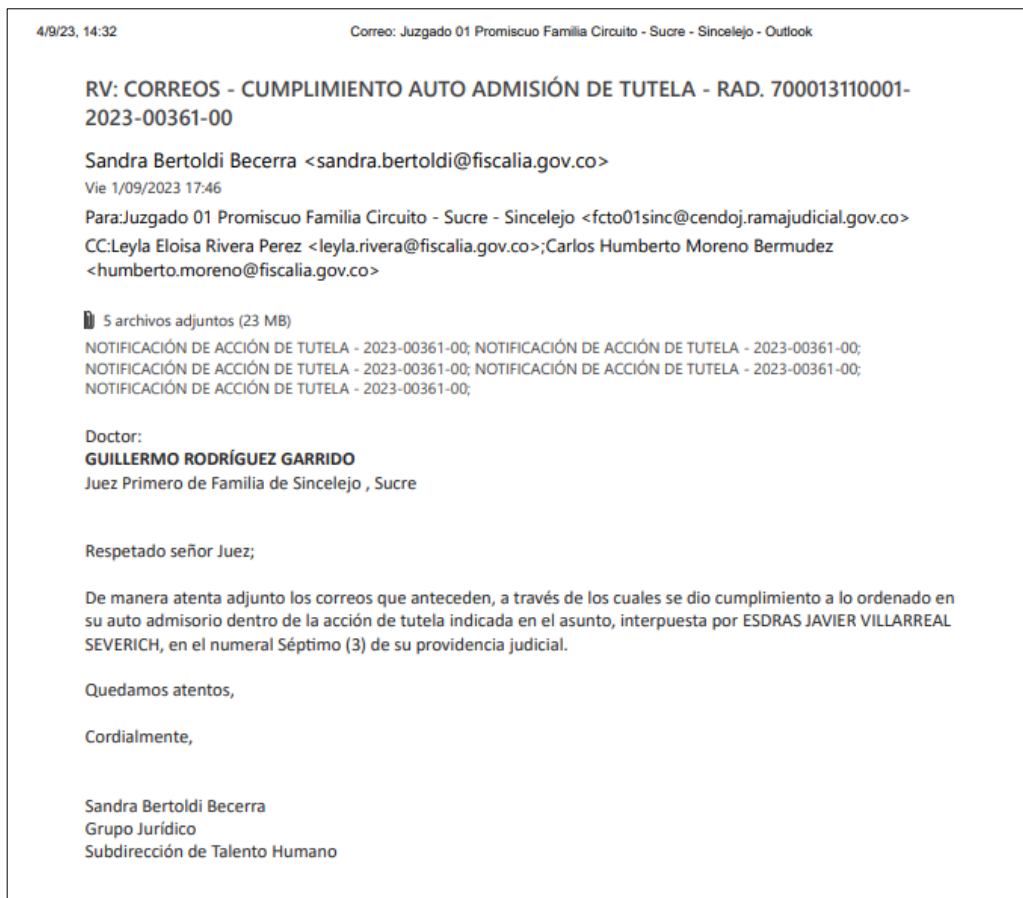 4/9/23, 14:32
Correo: Juzgado 01 Promiscuo Familia Circuito - Sucre - Sincelejo - Outlook
RV: CORREOS - CUMPLIMIENTO AUTO ADMISIÓN DE TUTELA - RAD. 700013110001-
2023-00361-00
Sandra Bertoldi Becerra <sandra.bertoldi@fiscalia.gov.co>
Vie 1/09/2023 17:46
Para:Juzgado 01 Promiscuo Familia Circuito - Sucre - Sincelejo <fcto01sinc@cendoj.ramajudicial.gov.co>
CC:Leyla Eloisa Rivera Perez <leyla.rivera@fiscalia.gov.co>;Carlos Humberto Moreno Bermudez
<humberto.moreno@fiscalia.gov.co>
5 archivos adjuntos (23 MB)
NOTIFICACIÓN DE ACCIÓN DE TUTELA - 2023-00361-00; NOTIFICACIÓN DE ACCIÓN DE TUTELA - 2023-00361-00;
NOTIFICACIÓN DE ACCIÓN DE TUTELA - 2023-00361-00; NOTIFICACIÓN DE ACCIÓN DE TUTELA - 2023-00361-00;
NOTIFICACIÓN DE ACCIÓN DE TUTELA - 2023-00361-00;
Doctor:
GUILLERMO RODRÍGUEZ GARRIDO
Juez Primero de Familia de Sincelejo , Sucre
Respetado señor Juez;
De manera atenta adjunto los correos que anteceden, a través de los cuales se dio cumplimiento a lo ordenado en
su auto admisorio dentro de la acción de tutela indicada en el asunto, interpuesta por ESDRAS JAVIER VILLARREAL
SEVERICH, en el numeral Séptimo (3) de su providencia judicial.
Quedamos atentos,
Cordialmente,
Sandra Bertoldi Becerra
Grupo Jurídico
Subdirección de Talento Humano